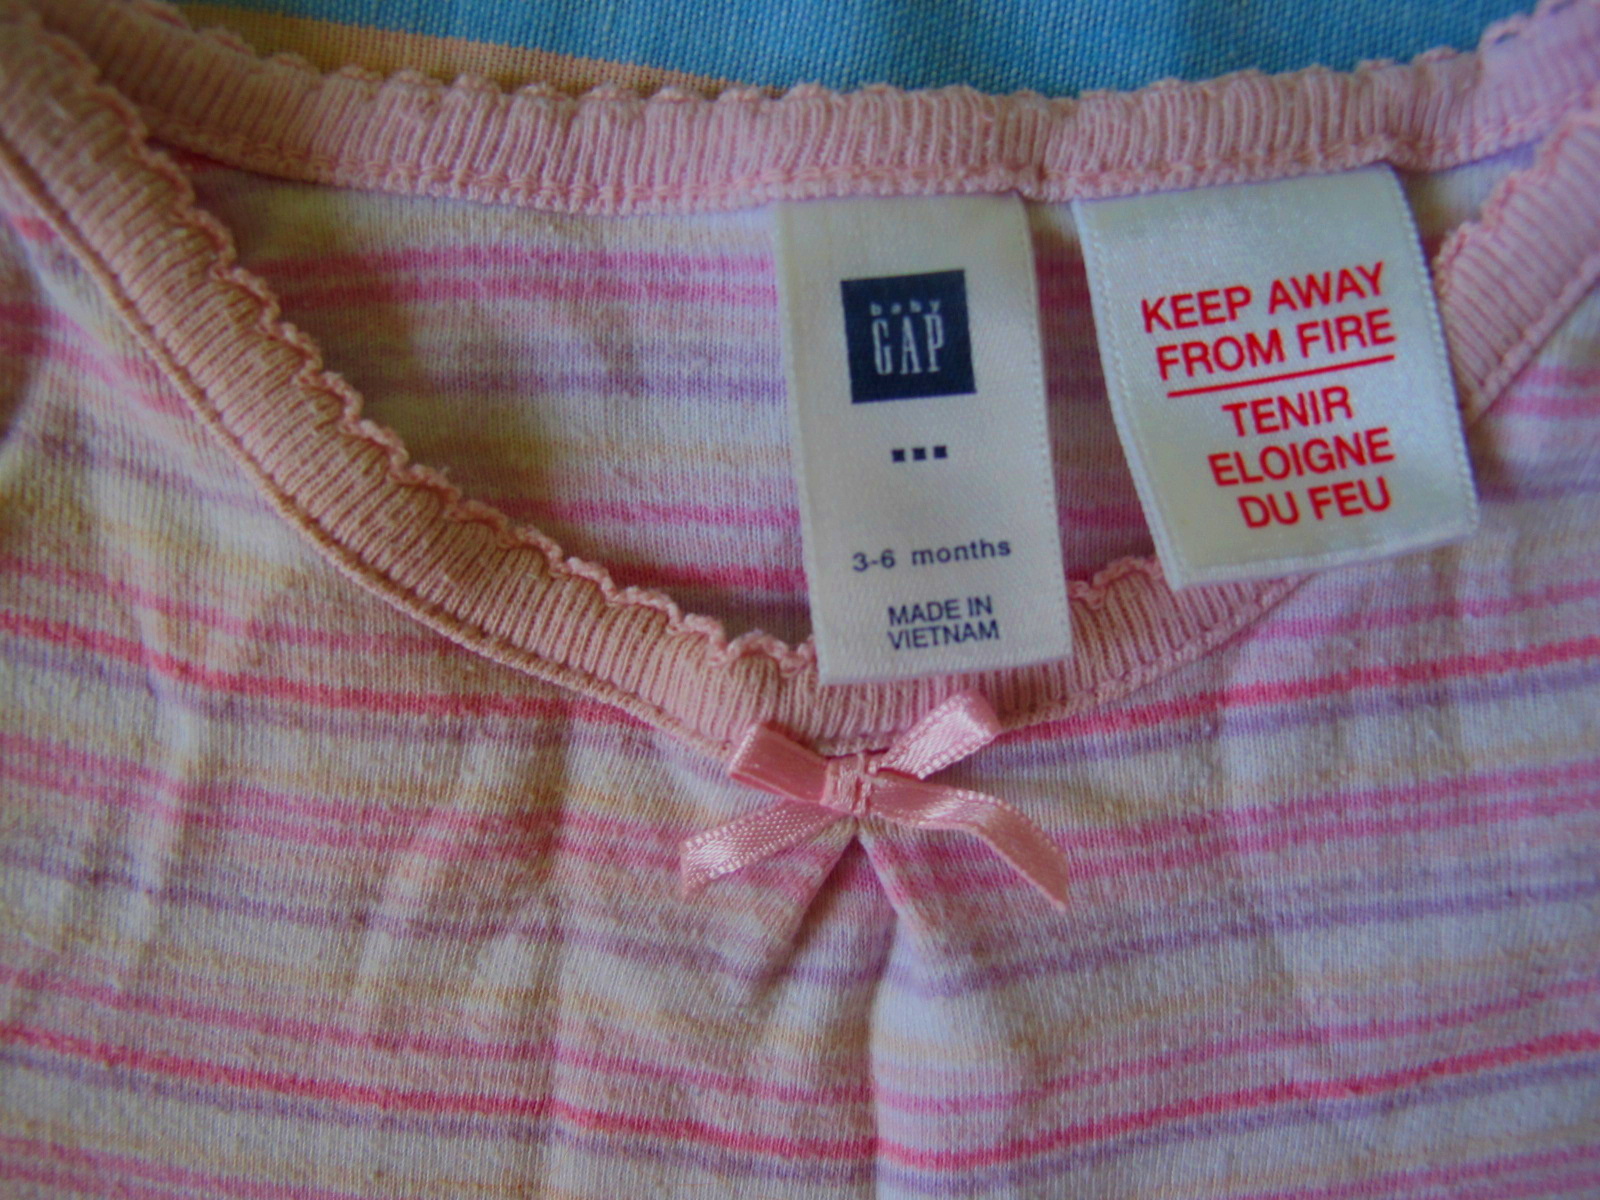 baby
GAP
3-6 months
MADE IN
VIETNAM
KEEP AWAY
FROM FIRE
TENIR
ELOIGNE
DU FEU